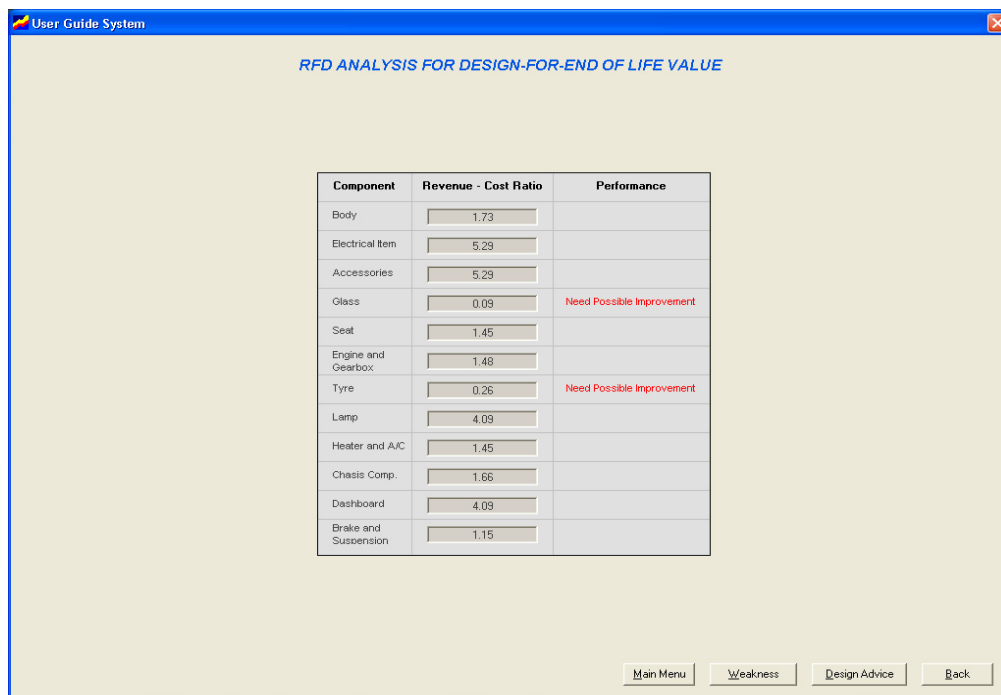 User Guide System
RFD ANALYSIS FOR DESIGN-FOR-END OF LIFE VALUE
Component Revenue - Cost Ratio Performance
Body 1.73
Electrical Item 5.29
Accessories 5.29
Glass 0.09 Need Possible Improvement
Seat 1.45
Engine and
Gearbox 1.48
Tyre 0.26 Need Possible Improvement
Lamp 4.09
Heater and A/C 1.45
Chasis Comp. 1.66
Dashboard 4.09
Brake and
Suspension 1.15
Main Menu Weakness Design Advice Back